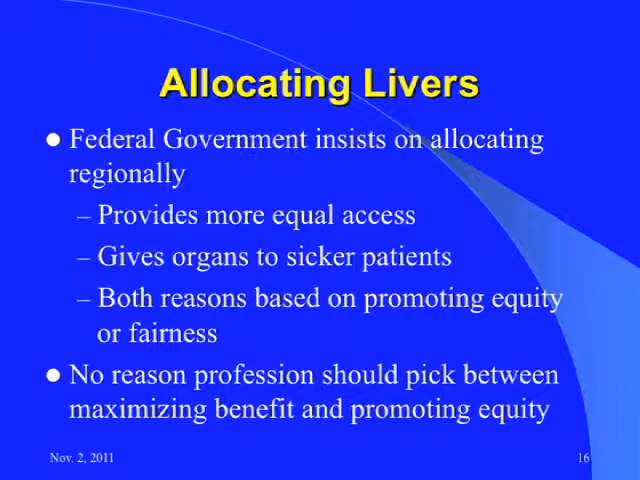 Allocating Livers
● Federal Government insists on allocating
regionally
– Provides more equal access
– Gives organs to sicker patients
– Both reasons based on promoting equity
or fairness
● No reason profession should pick between
maximizing benefit and promoting equity
Nov. 2, 2011
16